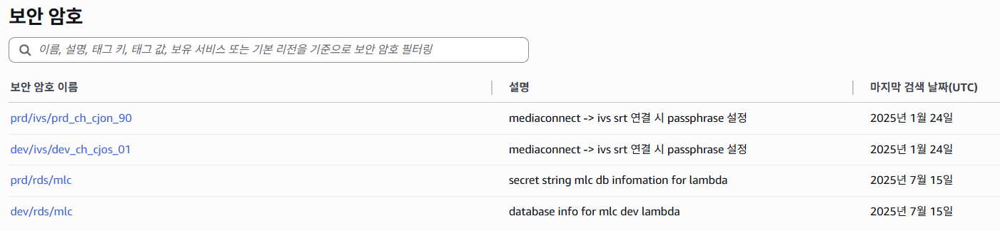 보안 암호
이름, 설명, 태그 키, 태그 값, 보유 서비스 또는 기본 리전을 기준으로 보안 암호 필터링
보안 암호 이름 설명 마지막 검색 날짜(UTC)
prd/ivs/prd_ch_cjon_90 mediaconnect -> ivs srt 연결 시 passphrase 설정 2025년 1월 24일
dev/ivs/dev_ch_cjos_01 mediaconnect -> ivs srt 연결 시 passphrase 설정 2025년 1월 24일
prd/rds/mlc secret string mlc db infomation for lambda 2025년 7월 15일
dev/rds/mlc database info for mlc dev lambda 2025년 7월 15일